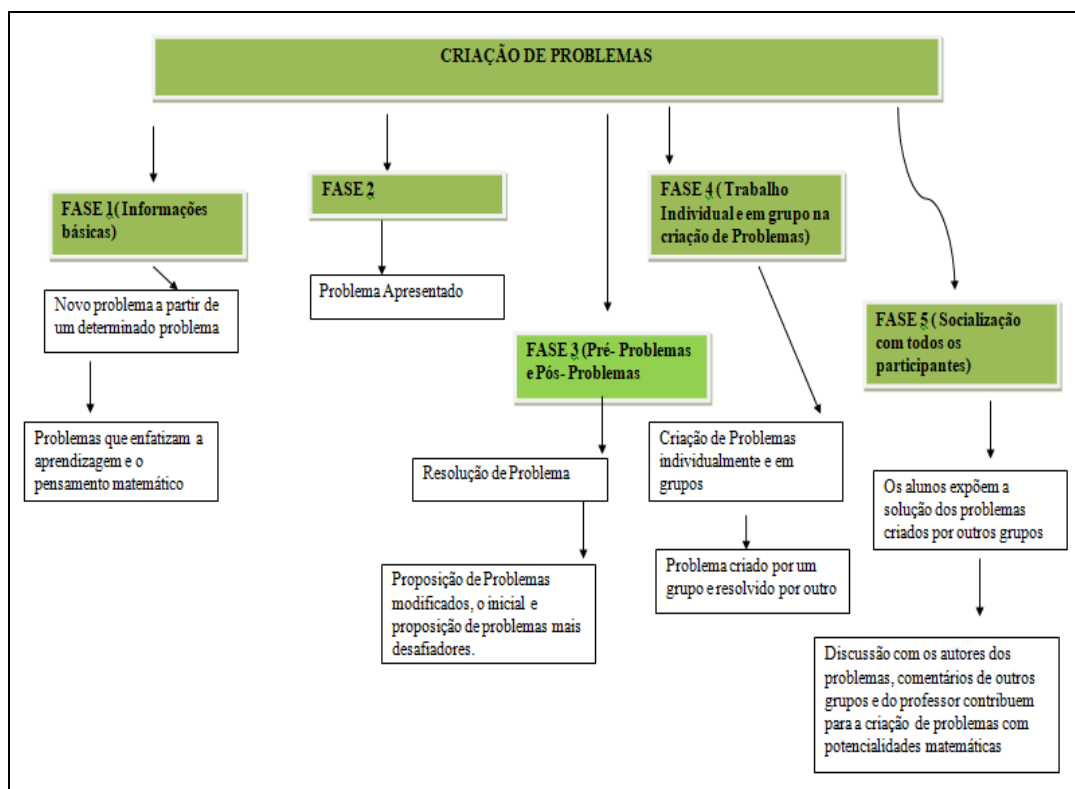 CRIAÇÃO DE PROBLEMAS
FASE 1( Informações
básicas)
Novo problema a partir de
um determinado problema
Problemas que enfatizam a
aprendizagem e o
pensamento matemático
FASE 2
Problema Apresentado
FASE 3 (Pré- Problemas
e Pós- Problemas
Resolução de Problema
Proposição de Problemas
modificados, o inicial e
proposição de problemas mais
desafiadores.
FASE 4 ( Trabalho
Individual e em grupo na
criação de Problemas)
Criação de Problemas
individualmente e em
grupos
Problema criado por um
grupo e resolvido por outro
FASE 5 ( Socialização
com todos os
participantes)
Os alunos expõem a
solução dos problemas
criados por outros grupos
Discussão com os autores dos
problemas, comentários de outros
grupos e do professor contribuem
para a criação de problemas com
potencialidades matemáticas